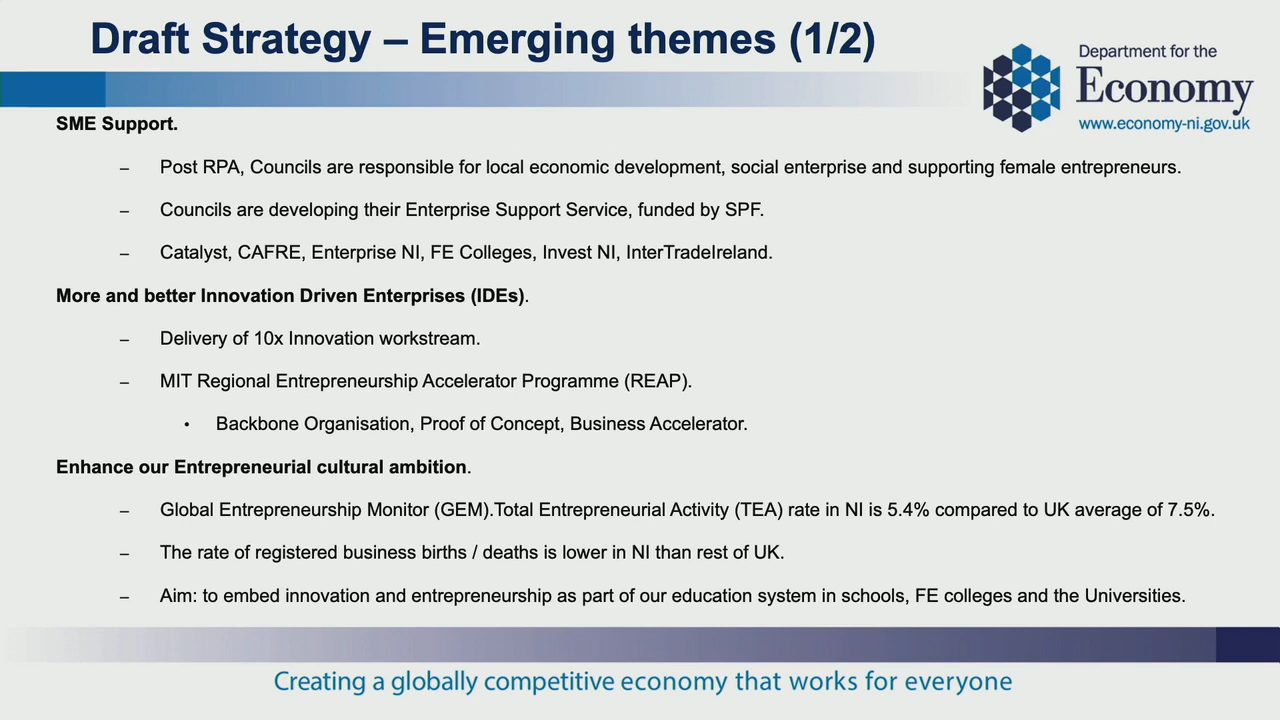 Draft Strategy – Emerging themes (1/2)
Department for the
Economy
www.economy-ni.gov.uk
SME Support.
– Post RPA, Councils are responsible for local economic development, social enterprise and supporting female entrepreneurs.
– Councils are developing their Enterprise Support Service, funded by SPF.
– Catalyst, CAFRE, Enterprise NI, FE Colleges, Invest NI, InterTradeIreland.
More and better Innovation Driven Enterprises (IDEs).
– Delivery of 10x Innovation workstream.
– MIT Regional Entrepreneurship Accelerator Programme (REAP).
• Backbone Organisation, Proof of Concept, Business Accelerator.
Enhance our Entrepreneurial cultural ambition.
– Global Entrepreneurship Monitor (GEM).Total Entrepreneurial Activity (TEA) rate in NI is 5.4% compared to UK average of 7.5%.
– The rate of registered business births / deaths is lower in NI than rest of UK.
– Aim: to embed innovation and entrepreneurship as part of our education system in schools, FE colleges and the Universities.
Creating a globally competitive economy that works for everyone